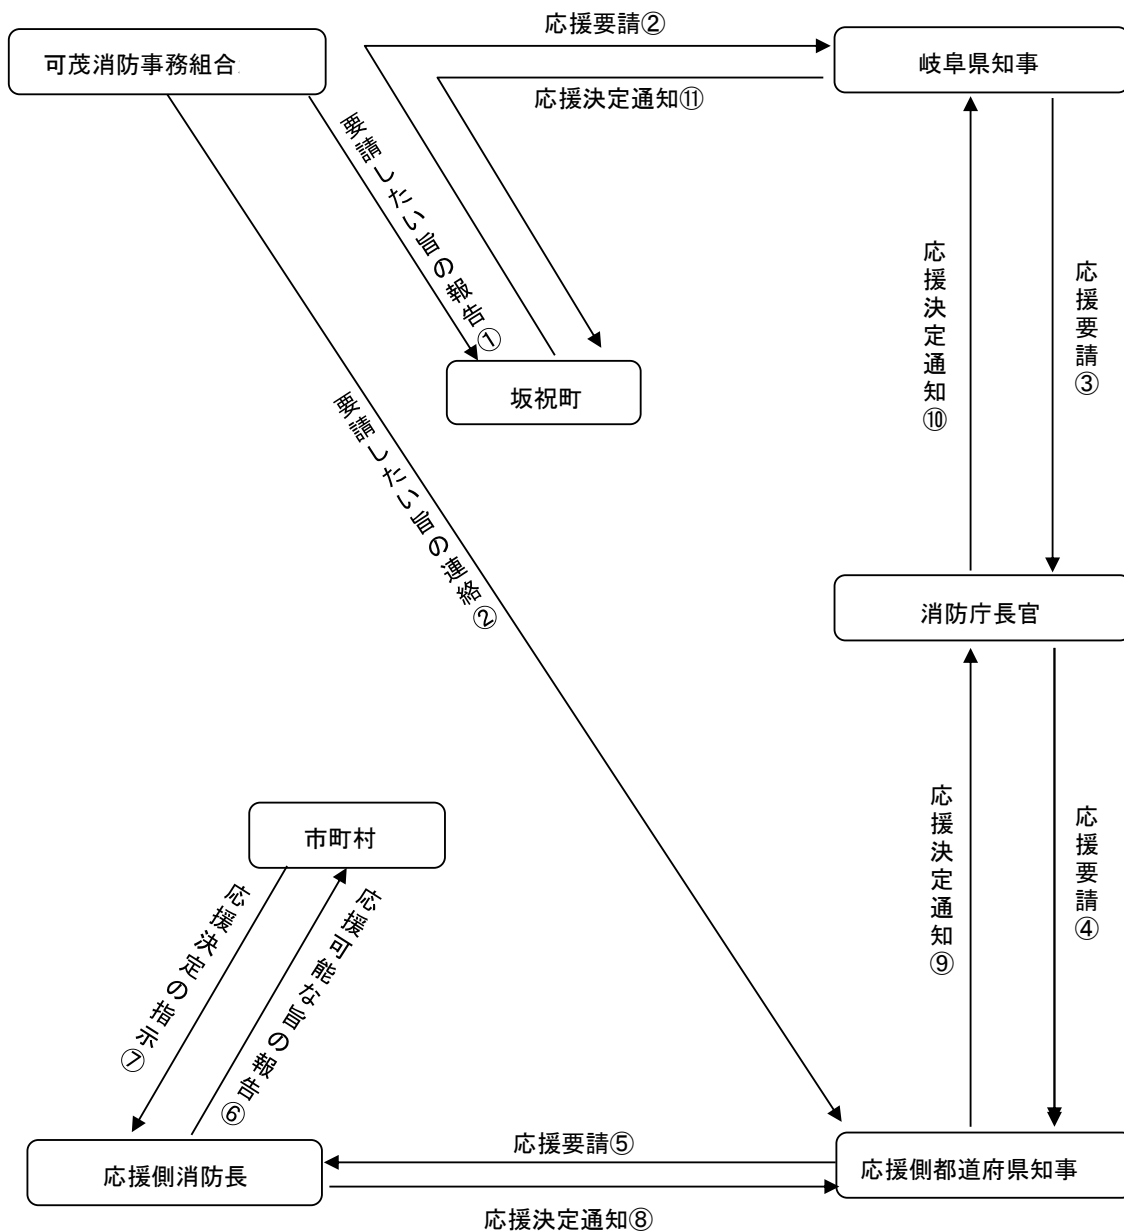 応援要請②
可茂消防事務組合
岐阜県知事
応援決定通知⑪
要請したい旨の報告①
応援決定通知⑩
応援要請③
坂祝町
要請したい旨の連絡②
消防庁長官
市町村
応援決定通知⑨
応援要請④
応援決定の指示⑦
応援可能な旨の報告⑥
応援要請⑤
応援側消防長
応援側都道府県知事
応援決定通知⑧